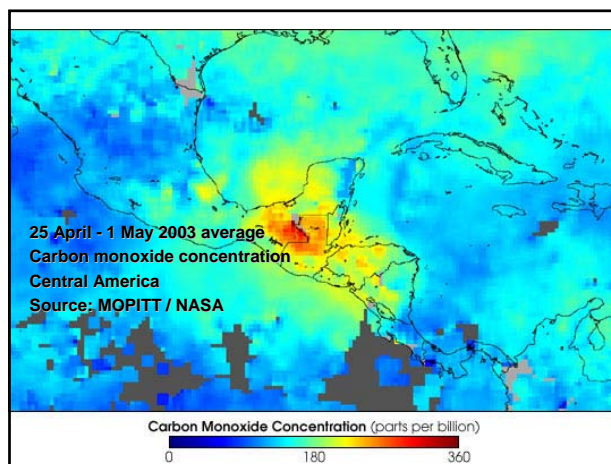 25 April - 1 May 2003 average
Carbon monoxide concentration
Central America
Source: MOPITT / NASA
Carbon Monoxide Concentration (parts per billion)
0 180 360